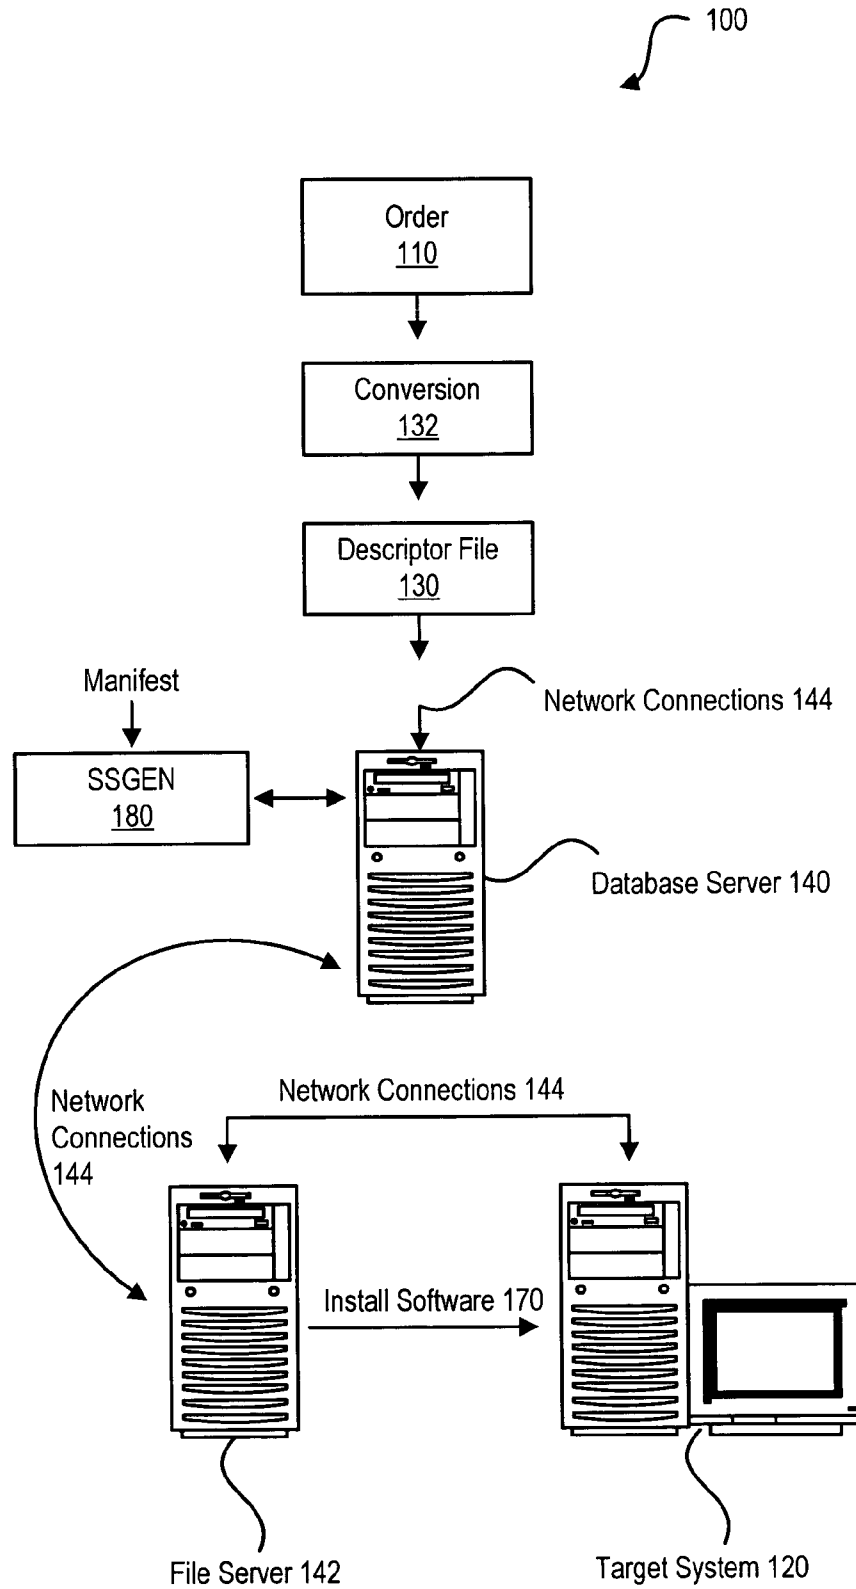 100
Order
110
Conversion
132
Descriptor File
130
Manifest
Network Connections 144
SSGEN
180
Database Server 140
Network Connections 144
Network
Connections
144
Install Software 170
File Server 142
Target System 120